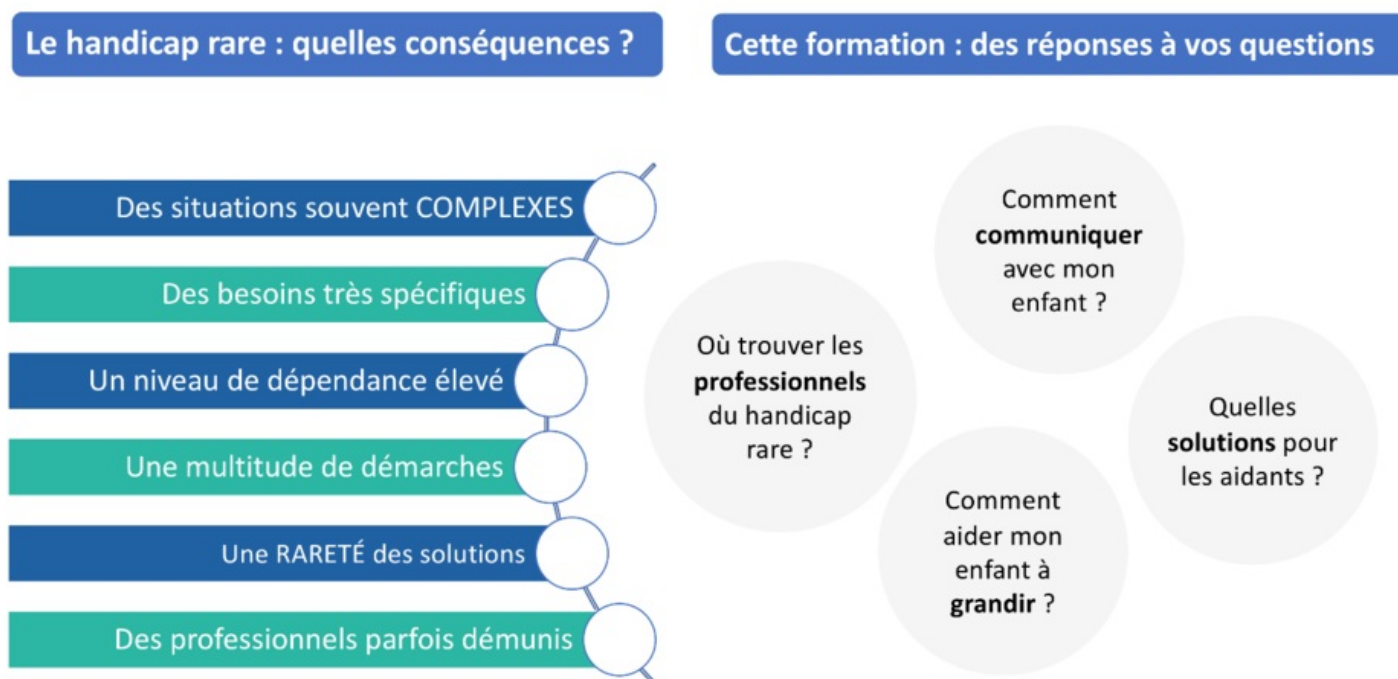 Le handicap rare : quelles conséquences ?
Des situations souvent COMPLEXES
Des besoins très spécifiques
Un niveau de dépendance élevé
Une multitude de démarches
Une RARETÉ des solutions
Des professionnels parfois démunis
Cette formation : des réponses à vos questions
Comment
communiquer
avec mon
enfant ?
Où trouver les
professionnels
du handicap
rare ?
Quelles
solutions pour
les aidants ?
Comment
aider mon
enfant à
grandir ?